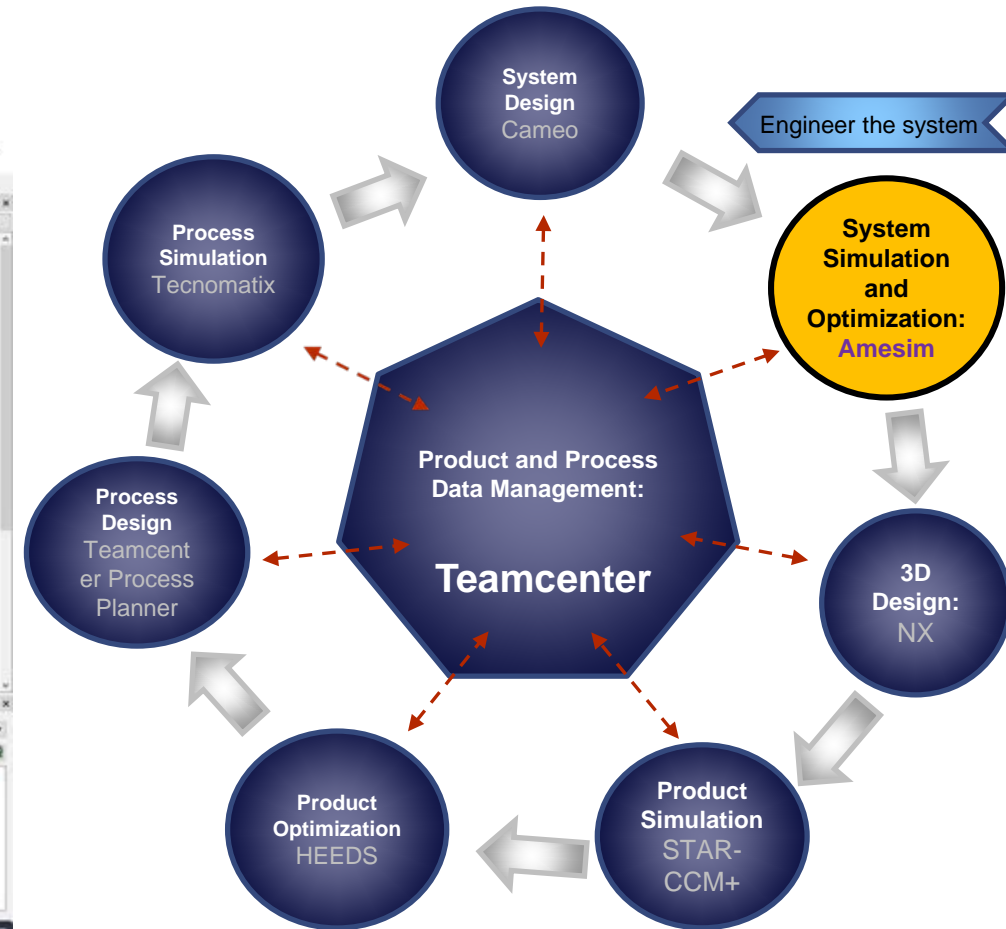 System
Design
Cameo
Engineer the system
System
Simulation
and
Optimization:
Amesim
Process
Simulation
Tecnomatix
Product and Process
Data Management:
Teamcenter
Process
Design
Teamcent
er Process
Planner
3D
Design:
NX
Product
Simulation
STAR-
CCM+
Product
Optimization
HEEDS